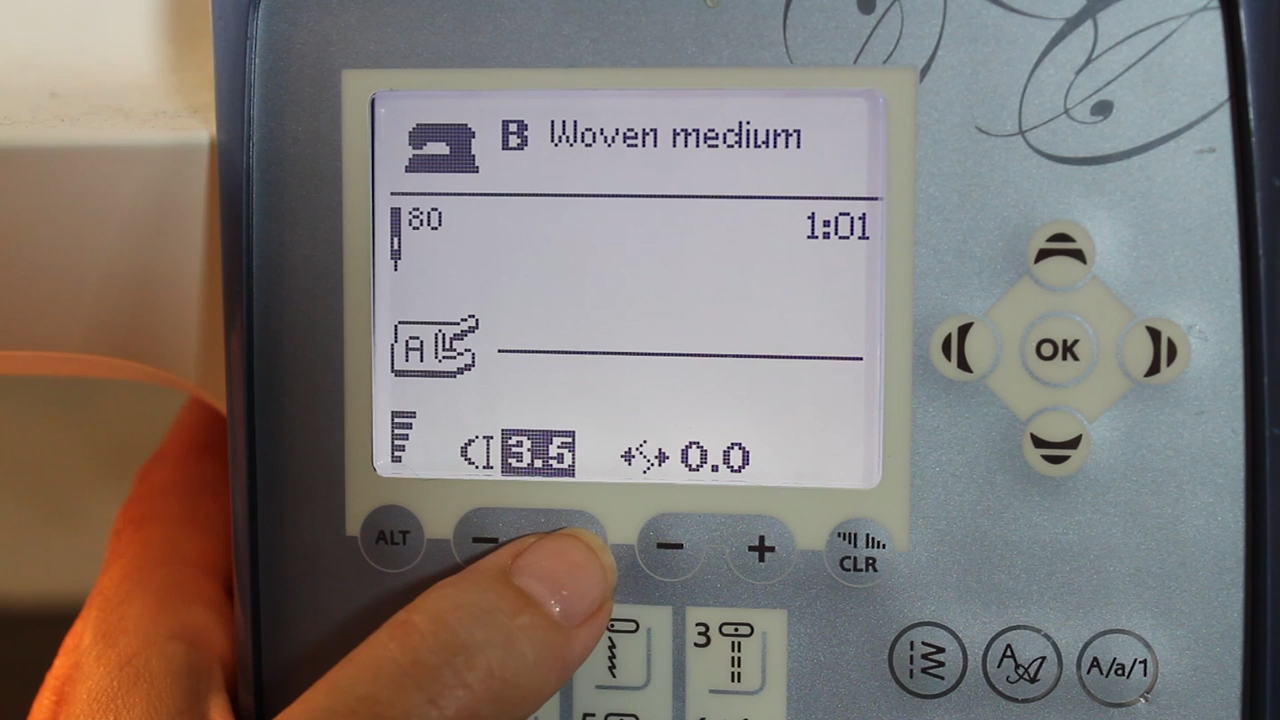 B Woven medium
80
1:01
A
3.5 0.0
ALT - - + CLR
OK
3
A/a/1